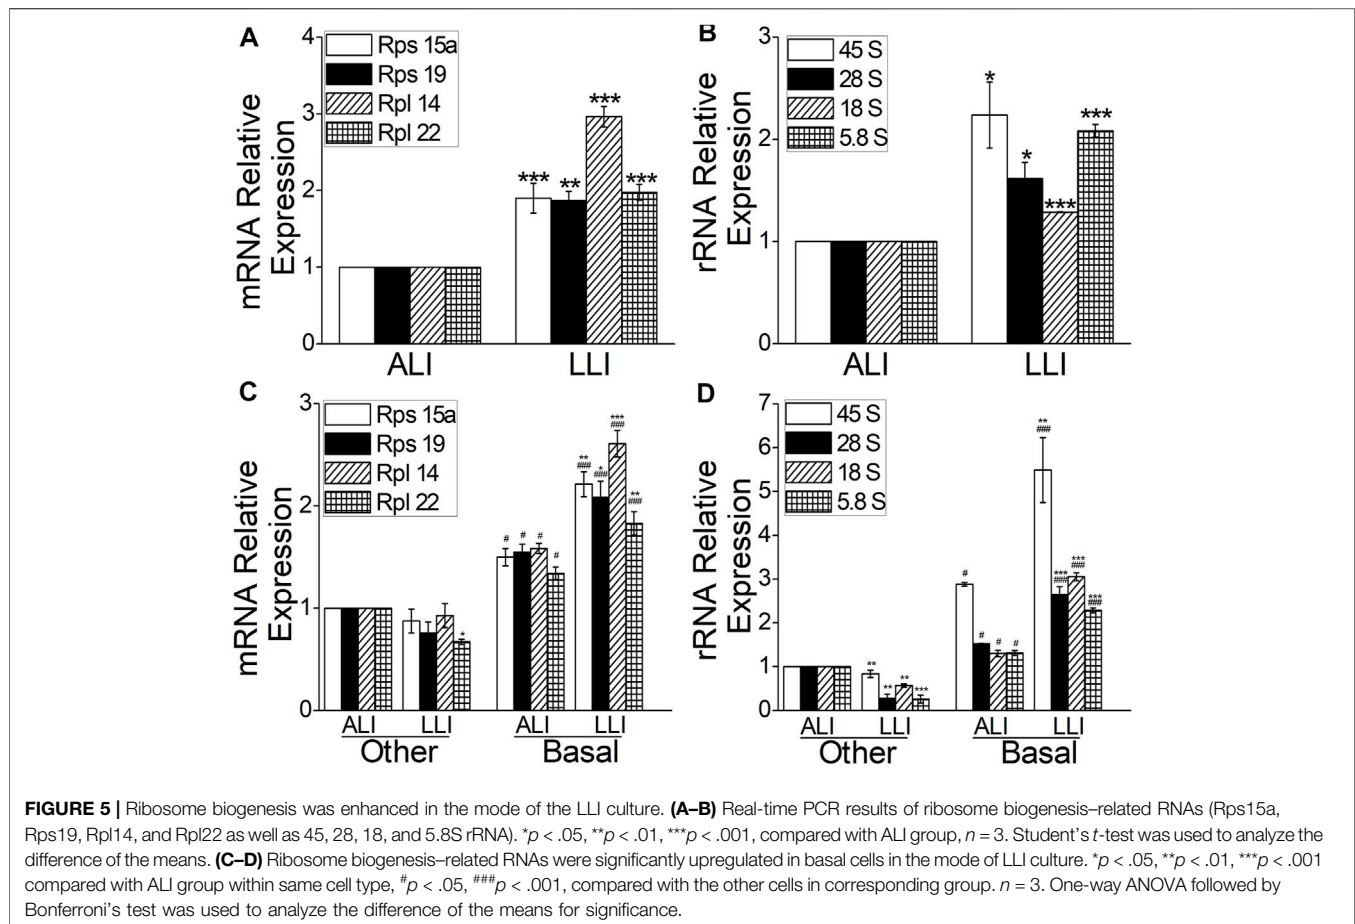 A
4
3
2
1
0
mRNA Relative
Expression
Rps 15a
Rps 19
Rpl 14
Rpl 22
***
**
***
***
ALI
LLI
B
3
2
1
0
rRNA Relative
Expression
45 S
28 S
18 S
5.8 S
*
*
***
***
ALI
LLI
C
3
2
1
0
mRNA Relative
Expression
Rps 15a
Rps 19
Rpl 14
Rpl 22
*
#
#
#
#
**
###
*
###
***
###
**
###
ALI
LLI
ALI
LLI
Other
Basal
D
7
6
5
4
3
2
1
0
rRNA Relative
Expression
45 S
28 S
18 S
5.8 S
**
**
**
***
#
#
#
#
**
###
***
###
***
###
***
###
ALI
LLI
ALI
LLI
Other
Basal
FIGURE 5 | Ribosome biogenesis was enhanced in the mode of the LLI culture. (A–B) Real-time PCR results of ribosome biogenesis–related RNAs (Rps15a,
Rps19, Rpl14, and Rpl22 as well as 45, 28, 18, and 5.8S rRNA). *p < .05, **p < .01, ***p < .001, compared with ALI group, n = 3. Student's t-test was used to analyze the
difference of the means. (C–D) Ribosome biogenesis–related RNAs were significantly upregulated in basal cells in the mode of LLI culture. *p < .05, **p < .01, ***p < .001
compared with ALI group within same cell type, #p < .05, ###p < .001, compared with the other cells in corresponding group. n = 3. One-way ANOVA followed by
Bonferroni's test was used to analyze the difference of the means for significance.